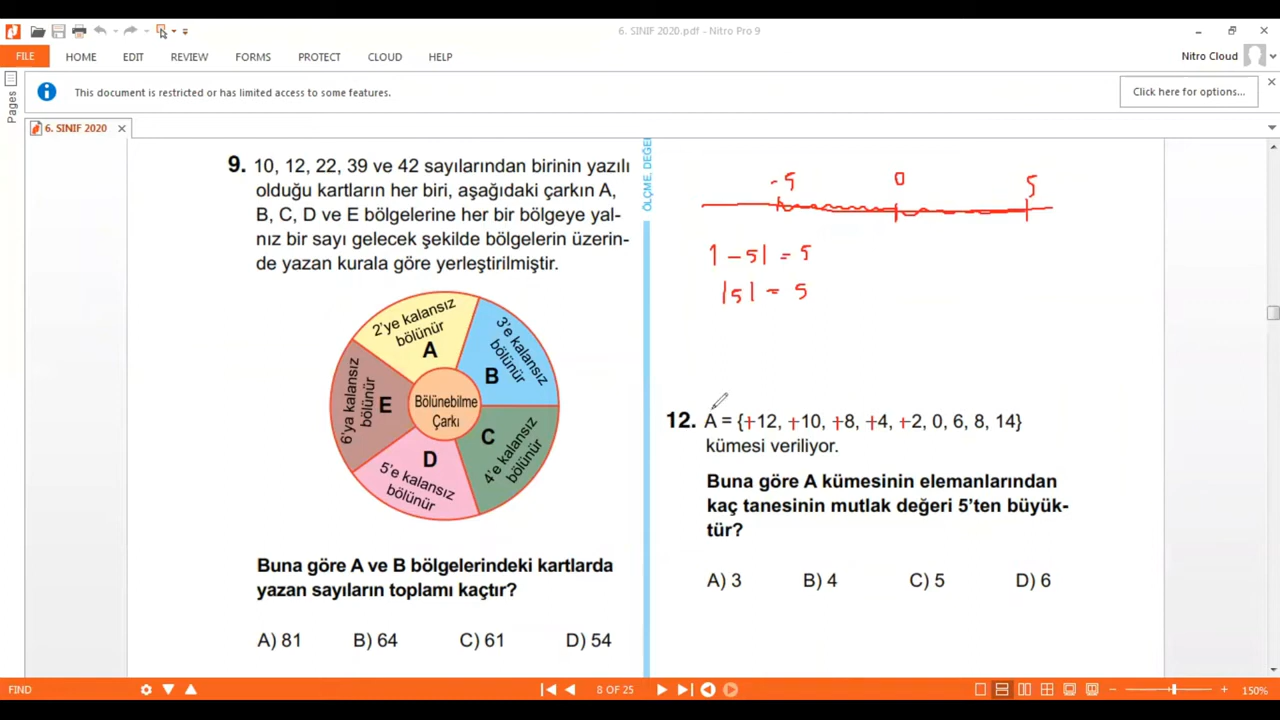 6. SINIF 2020.pdf - Nitro Pro 9
FILE HOME EDIT REVIEW FORMS PROTECT CLOUD HELP
Nitro Cloud
This document is restricted or has limited access to some features.
Click here for options...
Pages
6. SINIF 2020
9. 10, 12, 22, 39 ve 42 sayılarından birinin yazılı
olduğu kartların her biri, aşağıdaki çarkın A,
B, C, D ve E bölgelerine her bir bölgeye yal-
nız bir sayı gelecek şekilde bölgelerin üzerin-
de yazan kurala göre yerleştirilmiştir.
2'ye kalansız
bölünür
A
3'e kalansız
bölünür
B
4'e kalansız
bölünür
C
5'e kalansız
bölünür
D
6'ya kalansız
bölünür
E
Bölünebilme
Çarkı
Buna göre A ve B bölgelerindeki kartlarda
yazan sayıların toplamı kaçtır?
A) 81 B) 64 C) 61 D) 54
ÖLÇME, DEĞE
-5 0 5
|-5| = 5
|5| = 5
12. A = {+12, +10, +8, +4, +2, 0, 6, 8, 14}
kümesi veriliyor.
Buna göre A kümesinin elemanlarından
kaç tanesinin mutlak değeri 5'ten büyük-
tür?
A) 3 B) 4 C) 5 D) 6
FIND
8 OF 25
150%